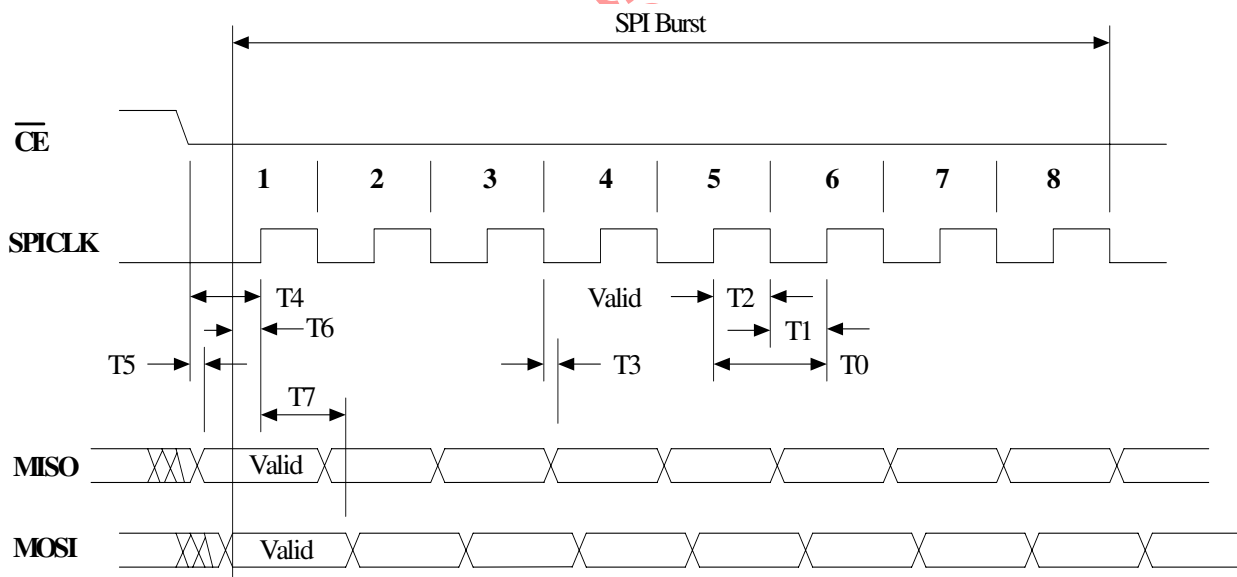 SPI Burst
CE
1 2 3 4 5 6 7 8
SPICLK
T4 Valid T2
T6 T1
T5 T3 T0
T7
MISO Valid
MOSI Valid